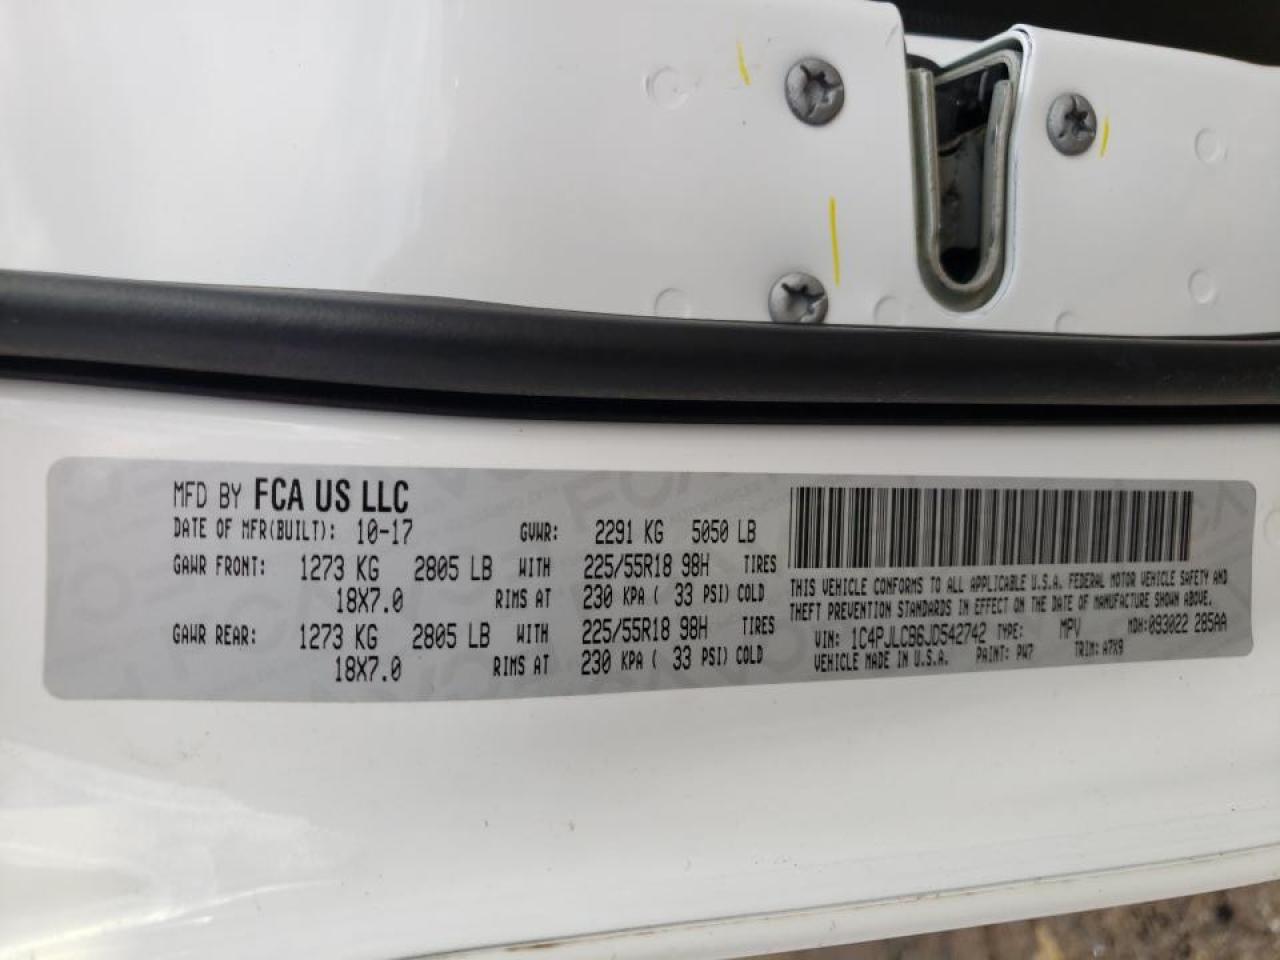 MFD BY FCA US LLC
DATE OF MFR(BUILT): 10-17 GVWR: 2291 KG 5050 LB
GAWR FRONT: 1273 KG 2805 LB WITH 225/55R18 98H TIRES
18X7.0 RIMS AT 230 KPA ( 33 PSI) COLD
GAWR REAR: 1273 KG 2805 LB WITH 225/55R18 98H TIRES
18X7.0 RIMS AT 230 KPA ( 33 PSI) COLD
THIS VEHICLE CONFORMS TO ALL APPLICABLE U.S.A. FEDERAL MOTOR VEHICLE SAFETY AND
THEFT PREVENTION STANDARDS IN EFFECT ON THE DATE OF MANUFACTURE SHOWN ABOVE.
VIN: 1C4PJLCB6JD542742 TYPE: MPV MDH:093022 285AA
VEHICLE MADE IN U.S.A. PAINT: PW7 TRIM: A7X9